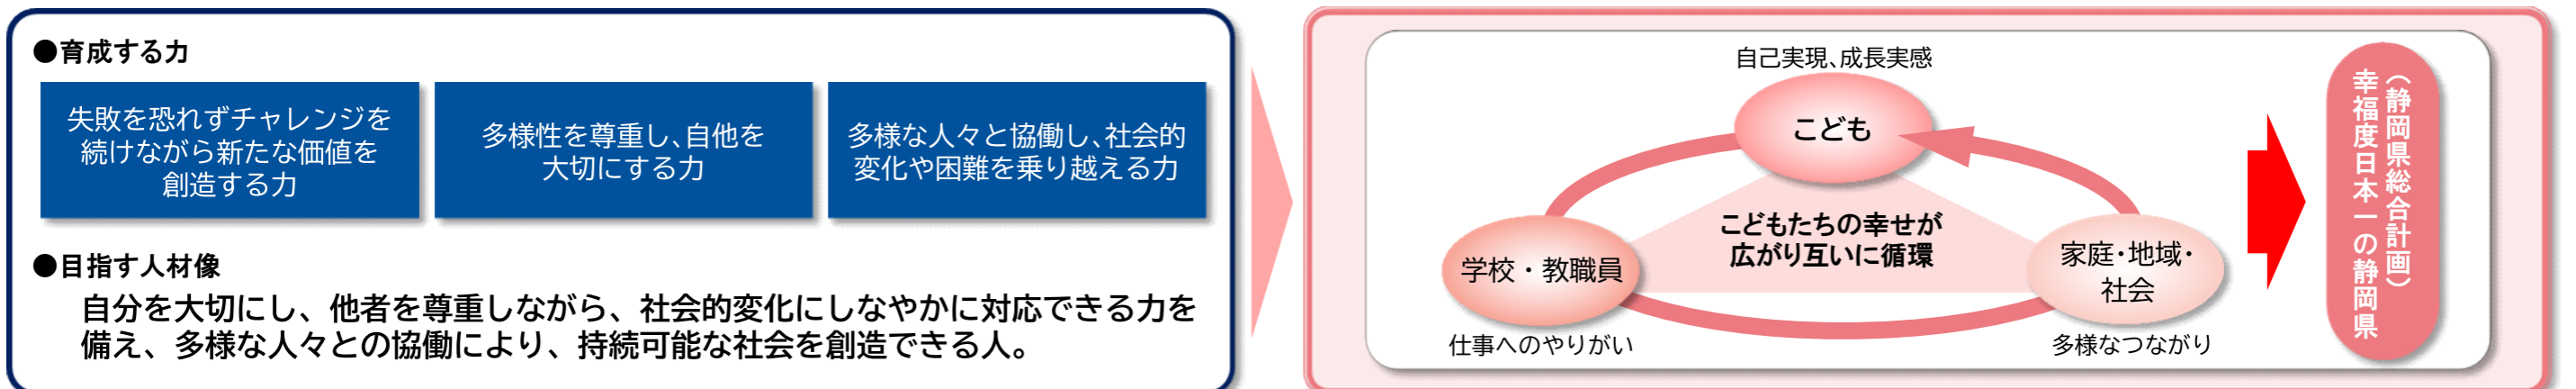 ●育成する力
失敗を恐れずチャレンジを
続けながら新たな価値を
創造する力
多様性を尊重し、自他を
大切にする力
多様な人々と協働し、社会的
変化や困難を乗り越える力
●目指す人材像
自分を大切にし、他者を尊重しながら、社会的変化にしなやかに対応できる力を
備え、多様な人々との協働により、持続可能な社会を創造できる人。
自己実現、成長実感
こども
こどもたちの幸せが
広がり互いに循環
学校・教職員
仕事へのやりがい
家庭・地域・
社会
多様なつながり
（静岡県総合計画）
幸福度日本一の静岡県